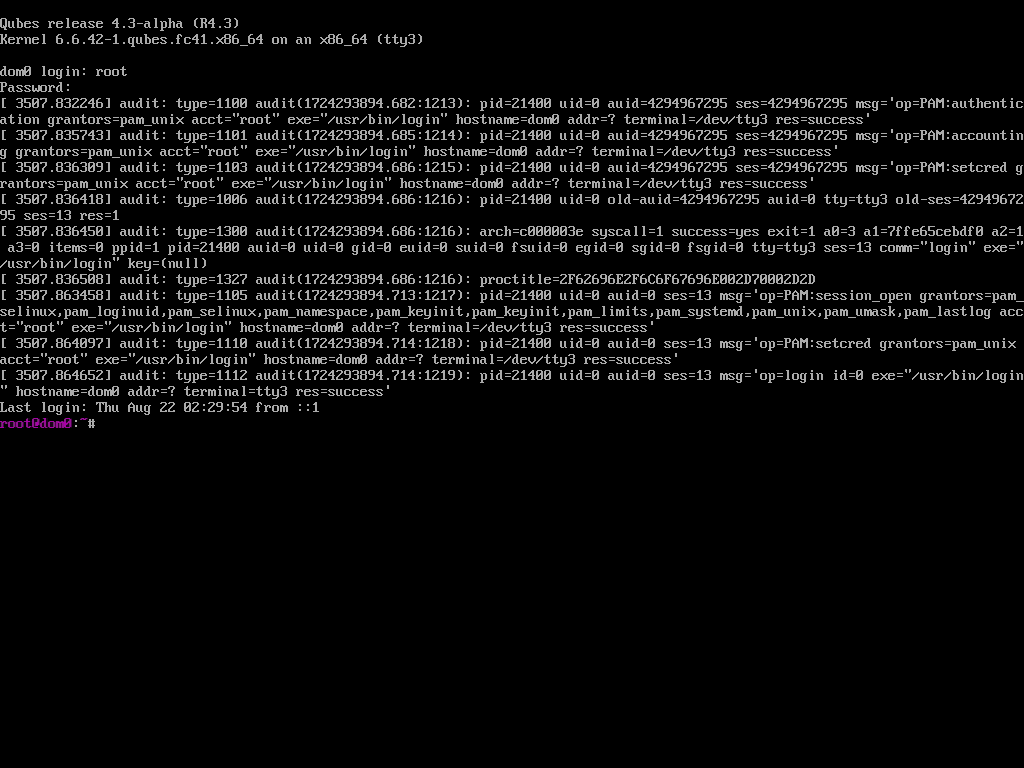 Qubes release 4.3-alpha (R4.3)
Kernel 6.6.42-1.qubes.fc41.x86_64 on an x86_64 (tty3)
dom0 login: root
Password:
[ 3507.832246] audit: type=1100 audit(1724293894.682:1213): pid=21400 uid=0 auid=4294967295 ses=4294967295 msg='op=PAM:authentic
ation grantors=pam_unix acct="root" exe="/usr/bin/login" hostname=dom0 addr=? terminal=/dev/tty3 res=success'
[ 3507.835743] audit: type=1101 audit(1724293894.685:1214): pid=21400 uid=0 auid=4294967295 ses=4294967295 msg='op=PAM:accountin
g grantors=pam_unix acct="root" exe="/usr/bin/login" hostname=dom0 addr=? terminal=/dev/tty3 res=success'
[ 3507.836309] audit: type=1103 audit(1724293894.686:1215): pid=21400 uid=0 auid=4294967295 ses=4294967295 msg='op=PAM:setcred g
rantors=pam_unix acct="root" exe="/usr/bin/login" hostname=dom0 addr=? terminal=/dev/tty3 res=success'
[ 3507.836418] audit: type=1006 audit(1724293894.686:1216): pid=21400 uid=0 old-auid=4294967295 auid=0 tty=tty3 old-ses=42949672
95 ses=13 res=1
[ 3507.836450] audit: type=1300 audit(1724293894.686:1216): arch=c000003e syscall=1 success=yes exit=1 a0=3 a1=7ffe65cebdf0 a2=1
 a3=0 items=0 ppid=1 pid=21400 auid=0 uid=0 gid=0 euid=0 suid=0 fsuid=0 egid=0 sgid=0 fsgid=0 tty=tty3 ses=13 comm="login" exe="
/usr/bin/login" key=(null)
[ 3507.836508] audit: type=1327 audit(1724293894.686:1216): proctitle=2F62696E2F6C6F67696E002D70002D2D
[ 3507.863458] audit: type=1105 audit(1724293894.713:1217): pid=21400 uid=0 auid=0 ses=13 msg='op=PAM:session_open grantors=pam_
selinux,pam_loginuid,pam_selinux,pam_namespace,pam_keyinit,pam_keyinit,pam_limits,pam_systemd,pam_unix,pam_umask,pam_lastlog acc
t="root" exe="/usr/bin/login" hostname=dom0 addr=? terminal=/dev/tty3 res=success'
[ 3507.864097] audit: type=1110 audit(1724293894.714:1218): pid=21400 uid=0 auid=0 ses=13 msg='op=PAM:setcred grantors=pam_unix
acct="root" exe="/usr/bin/login" hostname=dom0 addr=? terminal=/dev/tty3 res=success'
[ 3507.864652] audit: type=1112 audit(1724293894.714:1219): pid=21400 uid=0 auid=0 ses=13 msg='op=login id=0 exe="/usr/bin/login
" hostname=dom0 addr=? terminal=tty3 res=success'
Last login: Thu Aug 22 02:29:54 from ::1
root@dom0:~#